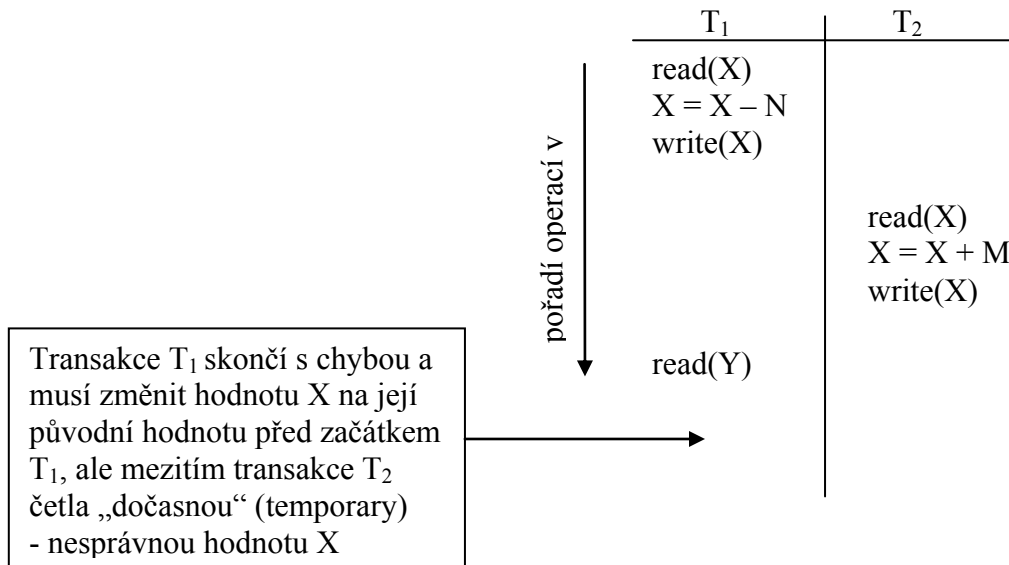 T₁ T₂
read(X)
X = X – N
write(X)
read(X)
X = X + M
write(X)
read(Y)
pořadí operací v
Transakce T₁ skončí s chybou a
musí změnit hodnotu X na její
původní hodnotu před začátkem
T₁, ale mezitím transakce T₂
četla „dočasnou“ (temporary)
- nesprávnou hodnotu X